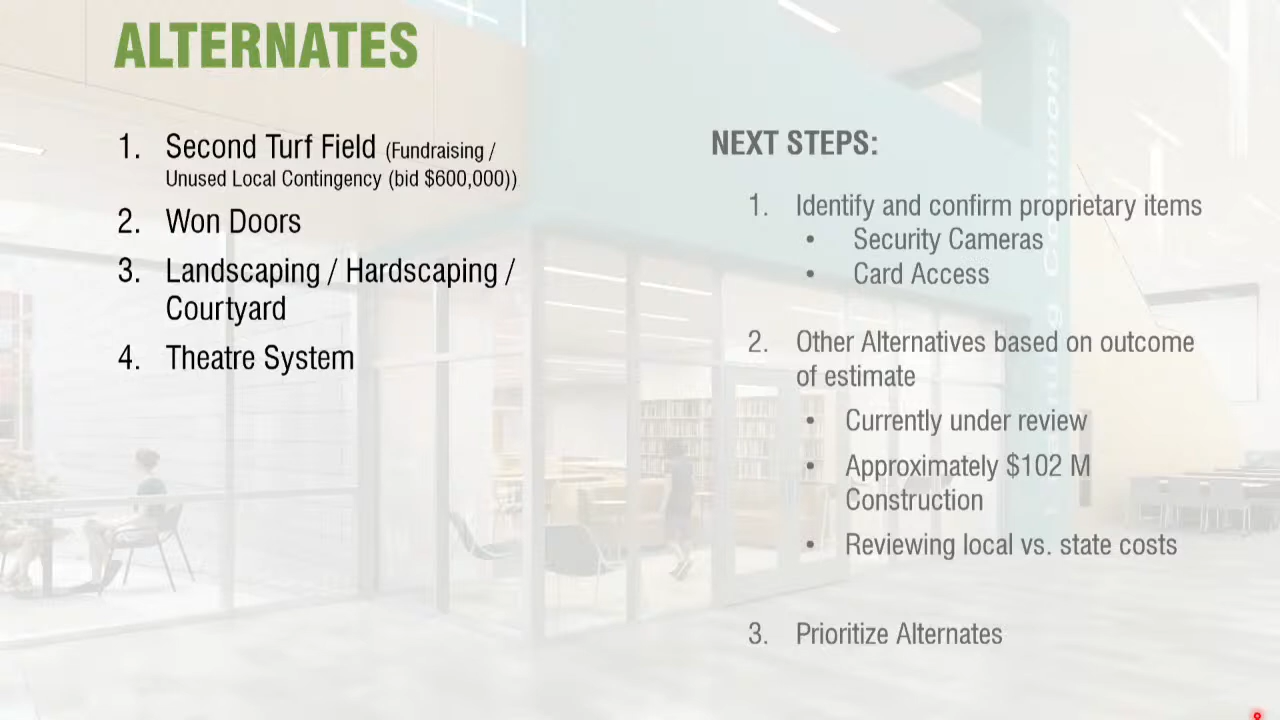 ALTERNATES
1. Second Turf Field (Fundraising /
Unused Local Contingency (bid $600,000))
2. Won Doors
3. Landscaping / Hardscaping /
Courtyard
4. Theatre System
NEXT STEPS:
1. Identify and confirm proprietary items
• Security Cameras
• Card Access
2. Other Alternatives based on outcome
of estimate
• Currently under review
• Approximately $102 M
Construction
• Reviewing local vs. state costs
3. Prioritize Alternates
Commons